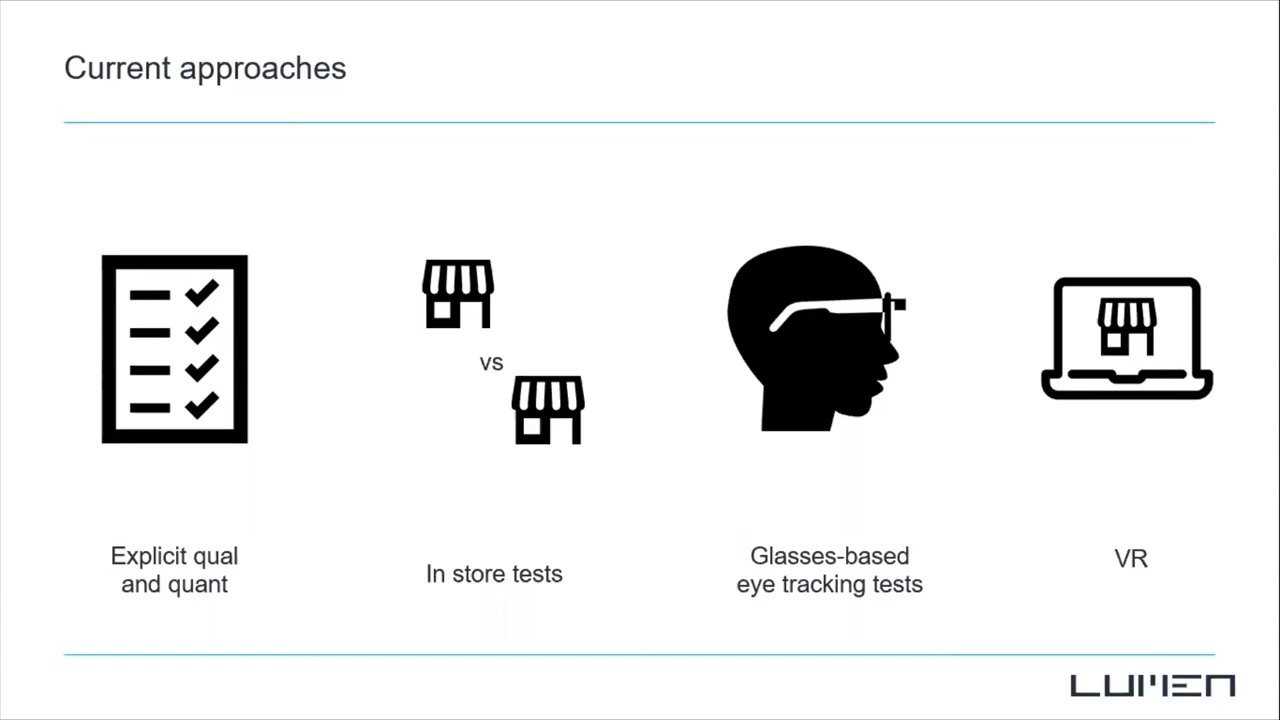 Current approaches
vs
Explicit qual
and quant
In store tests
Glasses-based
eye tracking tests
VR
LUMEN